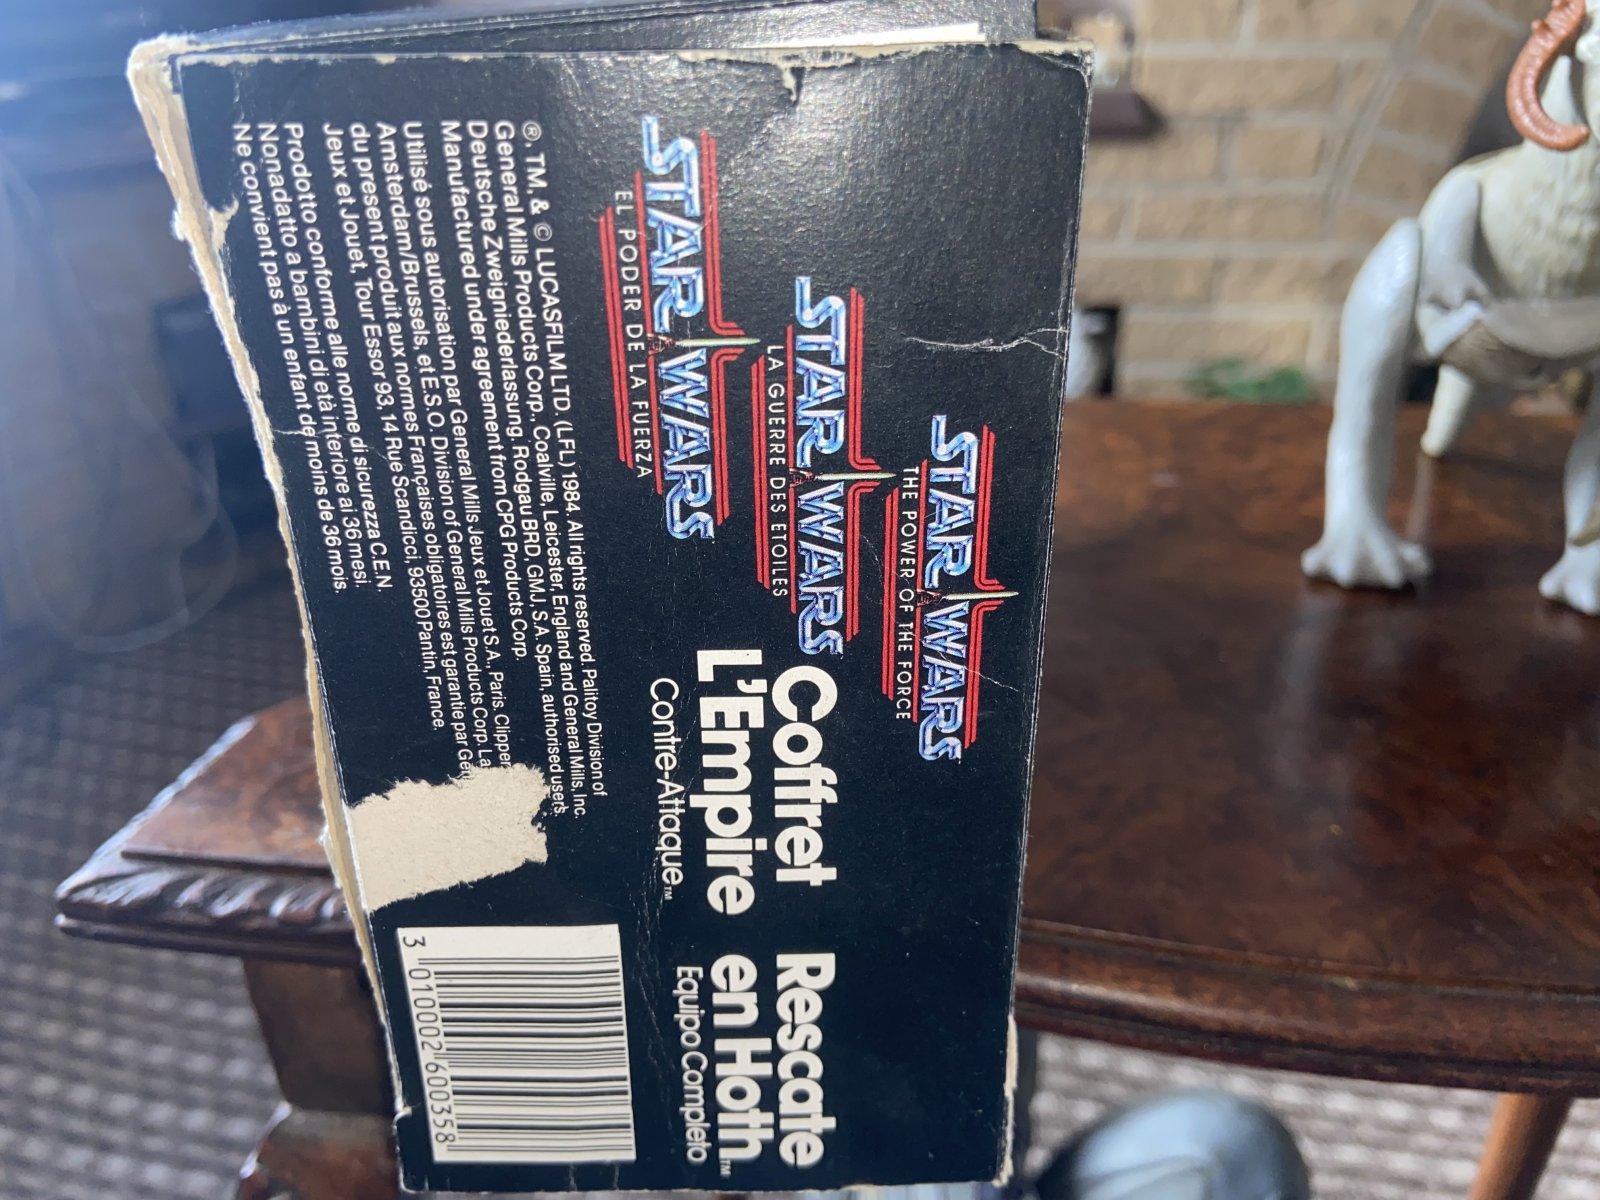 STAR WARS
THE POWER OF THE FORCE
STAR WARS
LA GUERRE DES ETOILES
STAR WARS
EL PODER DE LA FUERZA
Coffret
L'Empire
Contre-Attaque™
Rescate
en Hoth™
Equipo Completo
®, TM. & © LUCASFILM LTD. (LFL) 1984. All rights reserved. Palitoy Division of
General Mills Products Corp., Coalville, Leicester, England and General Mills, Inc.
Deutsche Zweigniederlassung. Rodgau BRD, G.M.J., S.A. Spain, authorised users.
Manufactured under agreement from CPG Products Corp.
Utilisé sous autorisation par General Mills Jeux et Jouet S.A., Paris, Clipper
Amsterdam/Brussels, et E.S.O. Division of General Mills Products Corp. La
du present produit aux normes Françaises obligatoires est garantie par Ge
Jeux et Jouet, Tour Essor 93, 14 Rue Scandicci, 93500 Pantin, France.
Prodotto conforme alle norme di sicurezza C.E.N.
Non adatto a bambini di età interiore ai 36 mesi.
Ne convient pas à un enfant de moins de 36 mois.
3 010002 600358